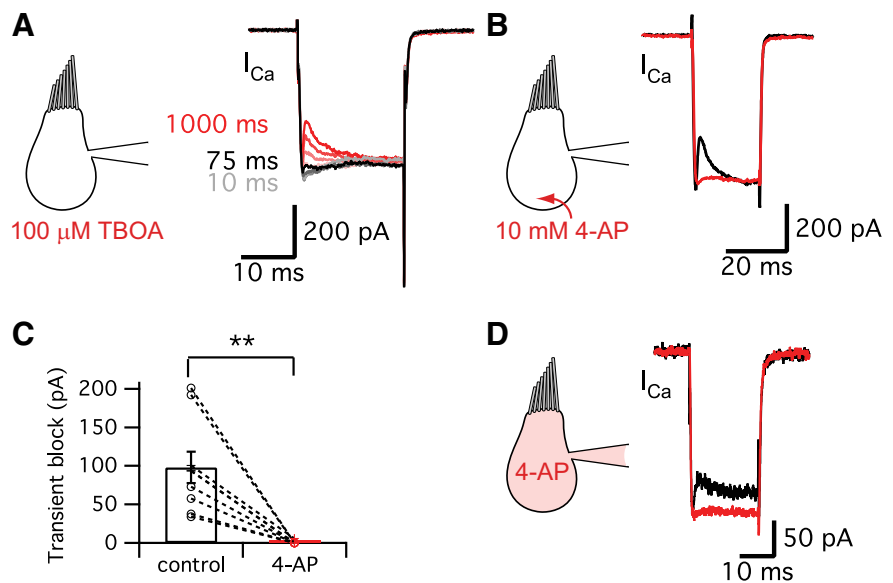 A
I Ca
1000 ms
75 ms
10 ms
100 μM TBOA
200 pA
10 ms
B
I Ca
10 mM 4-AP
200 pA
20 ms
C
**
Transient block (pA)
200
150
100
50
0
control
4-AP
D
I Ca
4-AP
50 pA
10 ms